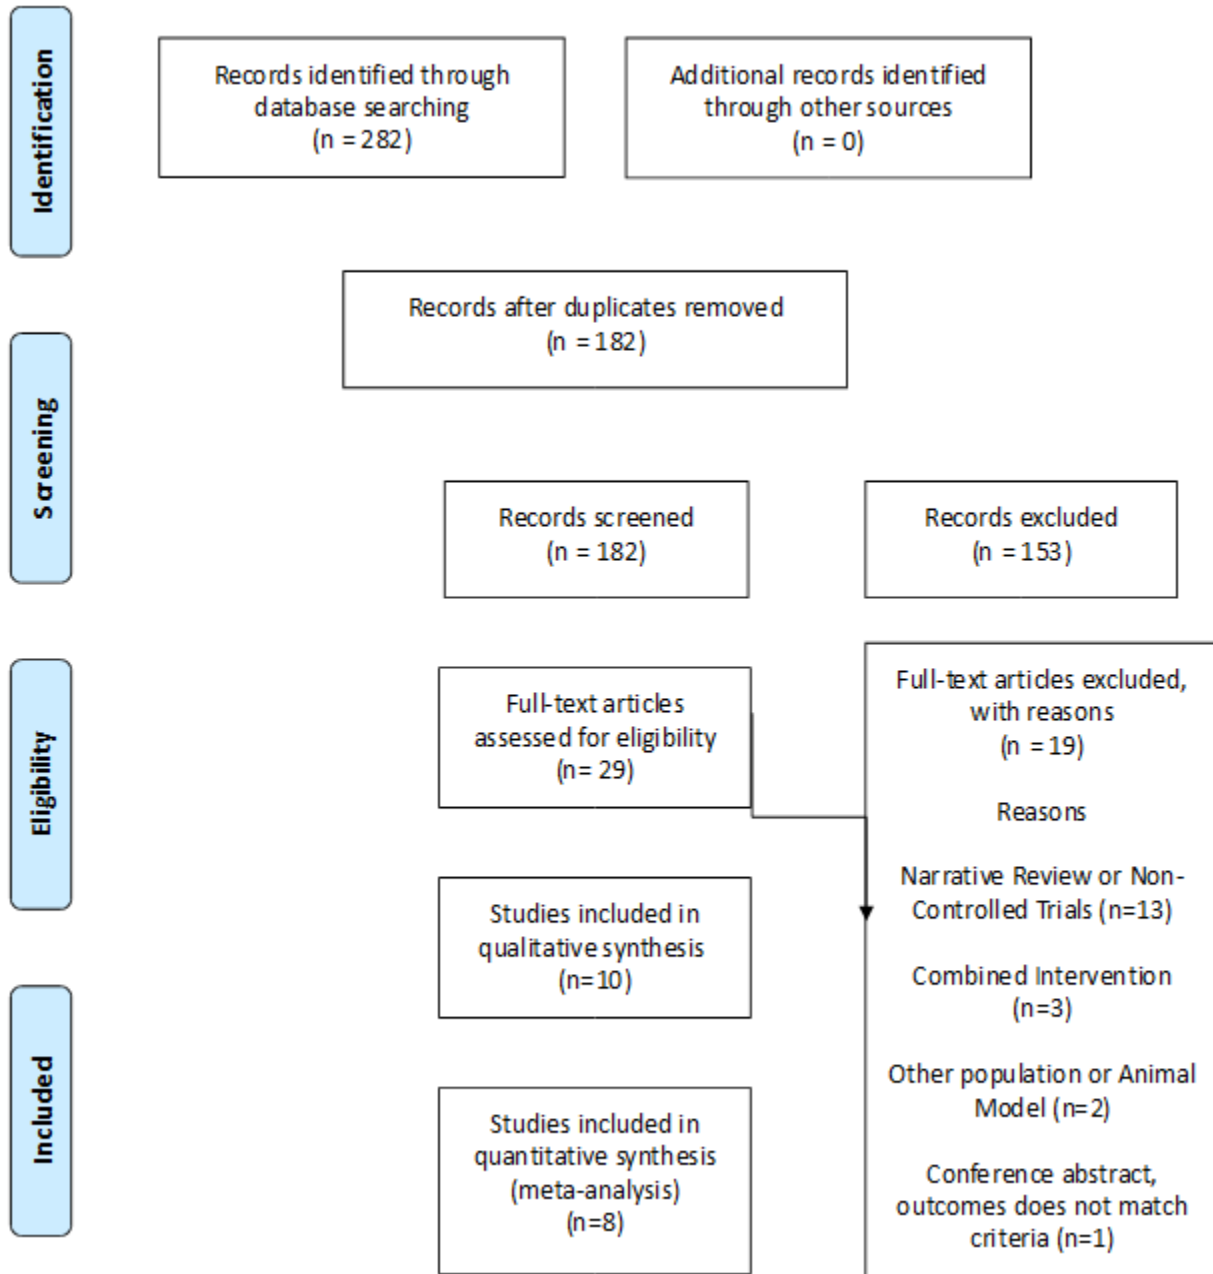 Identification
Records identified through
database searching
(n = 282)
Additional records identified
through other sources
(n = 0)
Records after duplicates removed
(n = 182)
Screening
Records screened
(n = 182)
Records excluded
(n = 153)
Eligibility
Full-text articles
assessed for eligibility
(n= 29)
Full-text articles excluded,
with reasons
(n = 19)
Reasons
Narrative Review or Non-
Controlled Trials (n=13)
Combined Intervention
(n=3)
Other population or Animal
Model (n=2)
Conference abstract,
outcomes does not match
criteria (n=1)
Studies included in
qualitative synthesis
(n=10)
Included
Studies included in
quantitative synthesis
(meta-analysis)
(n=8)